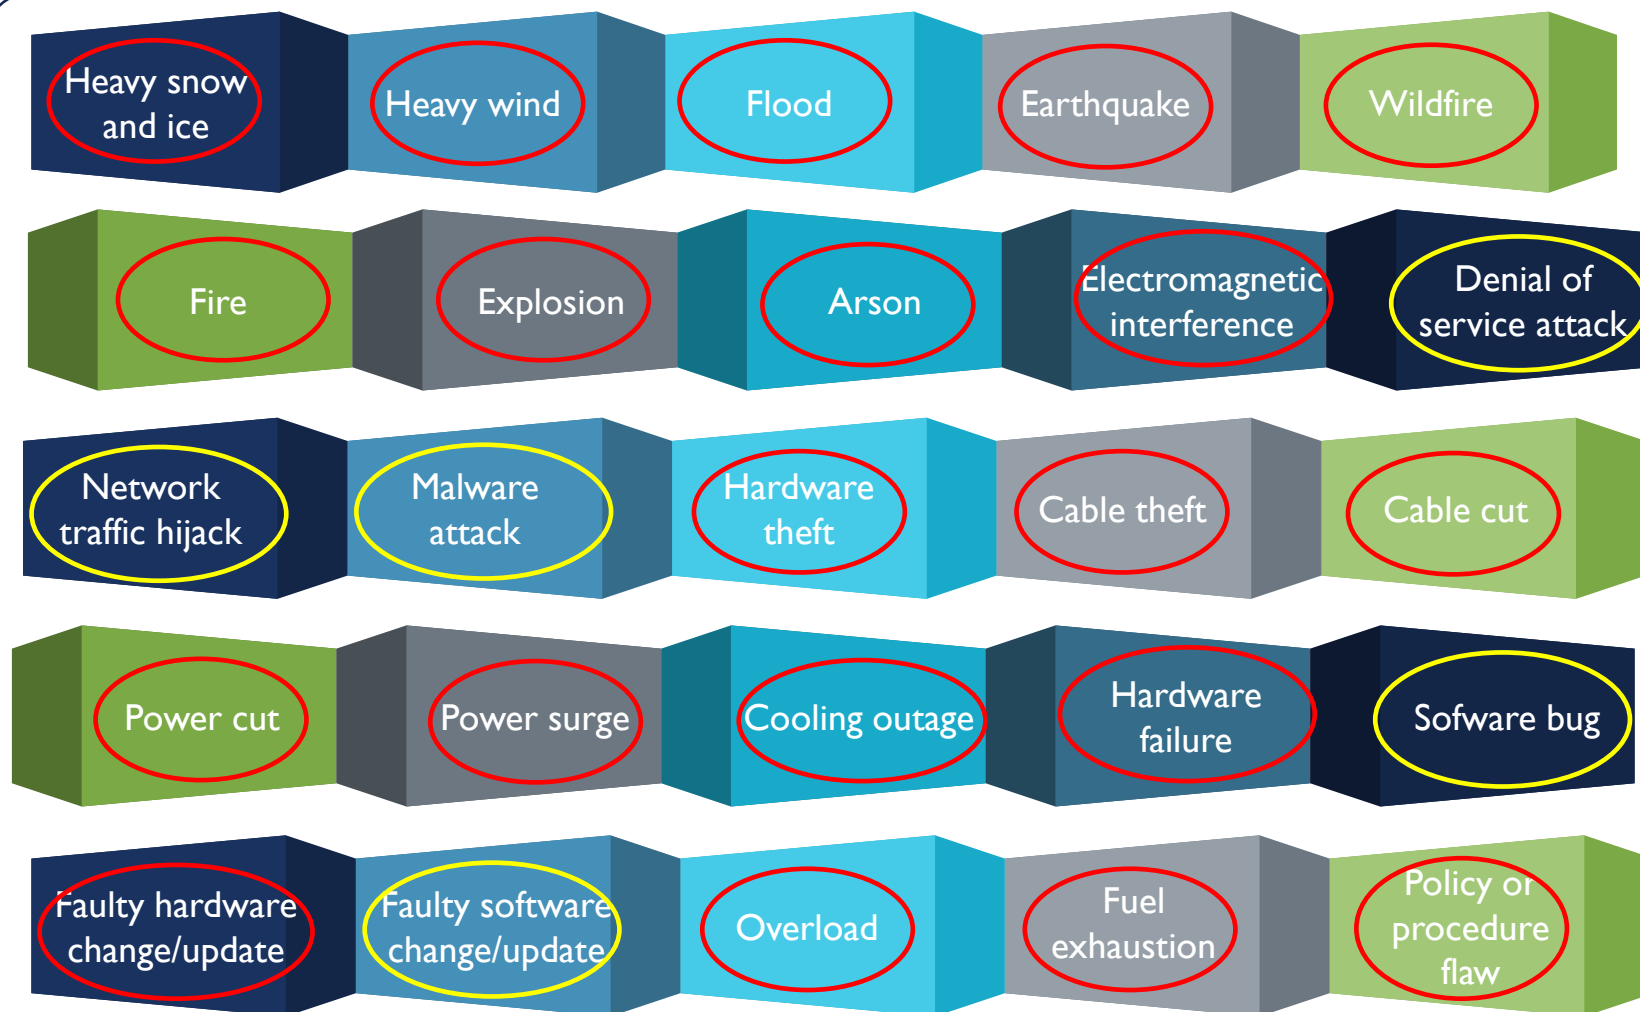 Heavy snow
and ice
Heavy wind
Flood
Earthquake
Wildfire
Fire
Explosion
Arson
Electromagnetic
interference
Denial of
service attack
Network
traffic hijack
Malware
attack
Hardware
theft
Cable theft
Cable cut
Power cut
Power surge
Cooling outage
Hardware
failure
Sofware bug
Faulty hardware
change/update
Faulty software
change/update
Overload
Fuel
exhaustion
Policy or
procedure
flaw